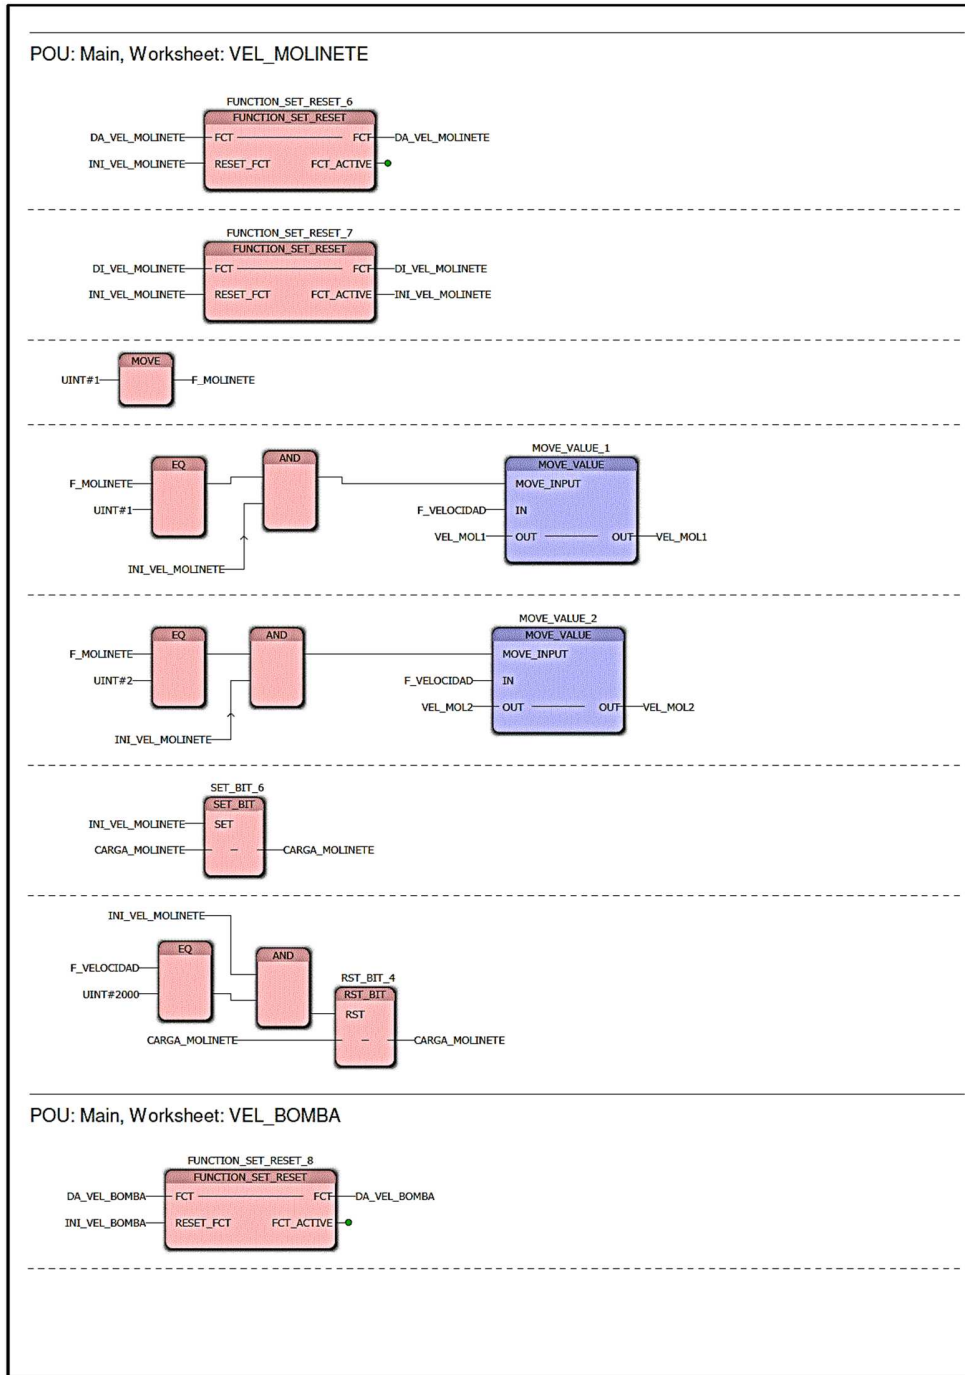 POU: Main, Worksheet: VEL_MOLINETE
FUNCTION_SET_RESET_6
FUNCTION_SET_RESET
DA_VEL_MOLINETE FCT FCT DA_VEL_MOLINETE
INI_VEL_MOLINETE RESET_FCT FCT_ACTIVE
FUNCTION_SET_RESET_7
FUNCTION_SET_RESET
DI_VEL_MOLINETE FCT FCT DI_VEL_MOLINETE
INI_VEL_MOLINETE RESET_FCT FCT_ACTIVE INI_VEL_MOLINETE
MOVE
UINT#1 F_MOLINETE
MOVE_VALUE_1
EQ AND MOVE_VALUE
F_MOLINETE MOVE_INPUT
UINT#1 F_VELOCIDAD IN
VEL_MOL1 OUT OUT VEL_MOL1
INI_VEL_MOLINETE
MOVE_VALUE_2
EQ AND MOVE_VALUE
F_MOLINETE MOVE_INPUT
UINT#2 F_VELOCIDAD IN
VEL_MOL2 OUT OUT VEL_MOL2
INI_VEL_MOLINETE
SET_BIT_6
SET_BIT
INI_VEL_MOLINETE SET
CARGA_MOLINETE CARGA_MOLINETE
INI_VEL_MOLINETE
EQ AND
F_VELOCIDAD RST_BIT_4
UINT#2000 RST_BIT
RST
CARGA_MOLINETE CARGA_MOLINETE
POU: Main, Worksheet: VEL_BOMBA
FUNCTION_SET_RESET_8
FUNCTION_SET_RESET
DA_VEL_BOMBA FCT FCT DA_VEL_BOMBA
INI_VEL_BOMBA RESET_FCT FCT_ACTIVE